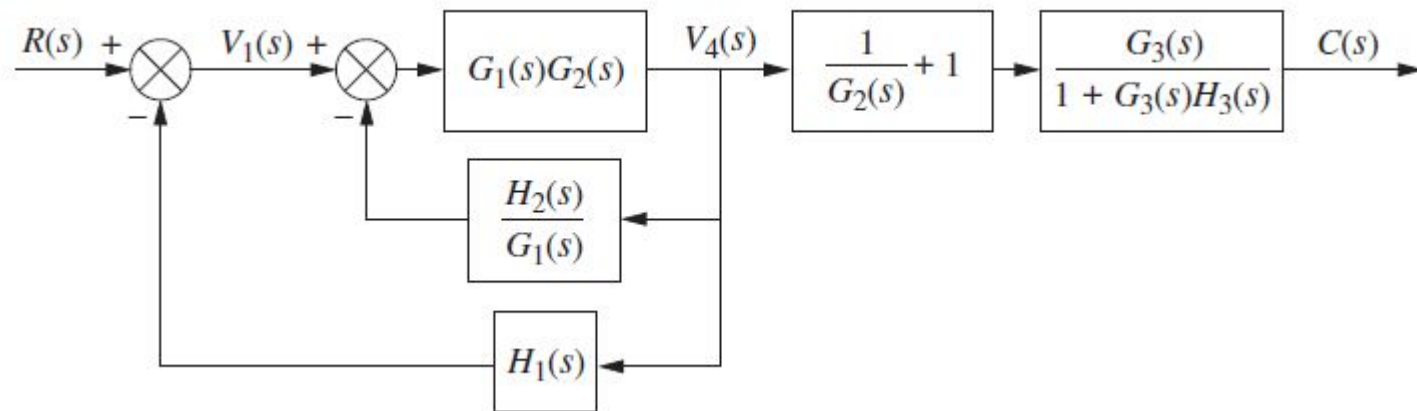 R(s) +
V₁(s) +
G₁(s)G₂(s)
V₄(s)
1
G₂(s)
+ 1
G₃(s)
1 + G₃(s)H₃(s)
C(s)
−
−
H₂(s)
G₁(s)
H₁(s)